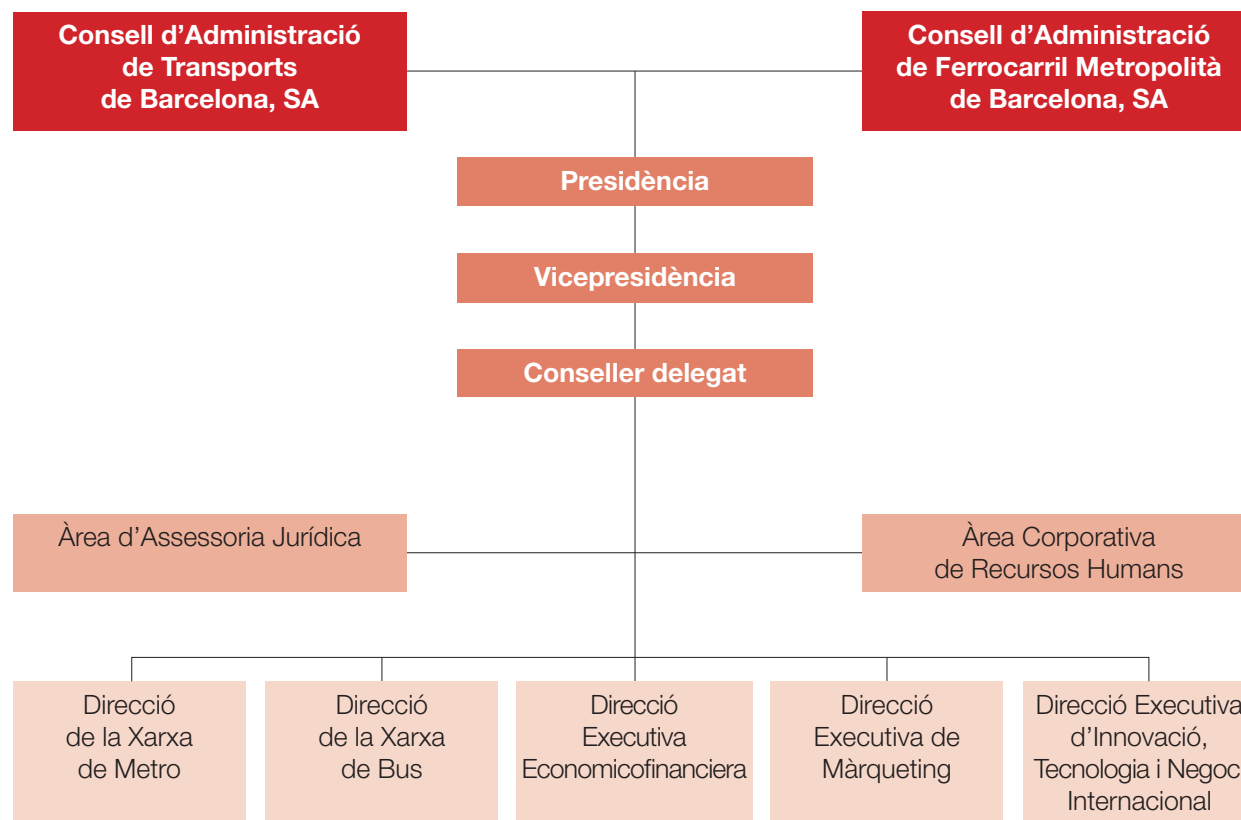 Consell d’Administració
de Transports
de Barcelona, SA
Consell d’Administració
de Ferrocarril Metropolità
de Barcelona, SA
Presidència
Vicepresidència
Conseller delegat
Àrea d’Assessoria Jurídica
Àrea Corporativa
de Recursos Humans
Direcció
de la Xarxa
de Metro
Direcció
de la Xarxa
de Bus
Direcció
Executiva
Economicofinanciera
Direcció
Executiva de
Màrqueting
Direcció Executiva
d’Innovació,
Tecnologia i Negoci
Internacional